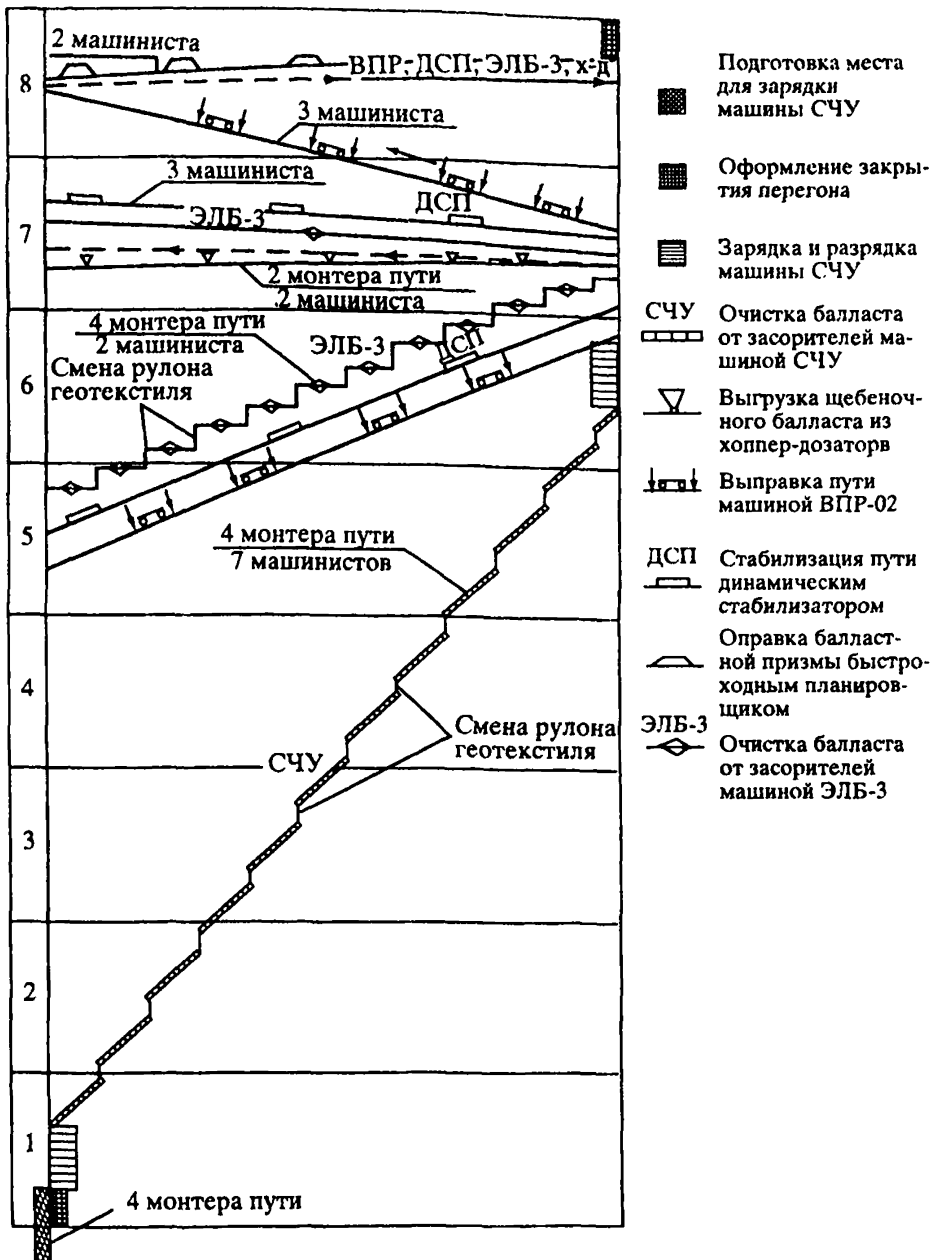 2 машиниста
ВПР, ДСП, ЭЛБ-3, х-д
8
3 машиниста
3 машиниста
ДСП
ЭЛБ-3
7
2 монтера пути
2 машиниста
4 монтера пути
2 машиниста
ЭЛБ-3
ДСП
Смена рулона
геотекстиля
6
5
4 монтера пути
7 машинистов
4
Смена рулона
геотекстиля
СЧУ
3
2
1
4 монтера пути
Подготовка места
для зарядки
машины СЧУ
Оформление закры-
тия перегона
Зарядка и разрядка
машины СЧУ
СЧУ
Очистка балласта
от засорителей ма-
шиной СЧУ
Выгрузка щебеноч-
ного балласта из
хоппер-дозаторв
Выправка пути
машиной ВПР-02
ДСП
Стабилизация пути
динамическим
стабилизатором
Оправка балласт-
ной призмы быстро-
ходным планиров-
щиком
ЭЛБ-3
Очистка балласта
от засорителей
машиной ЭЛБ-3